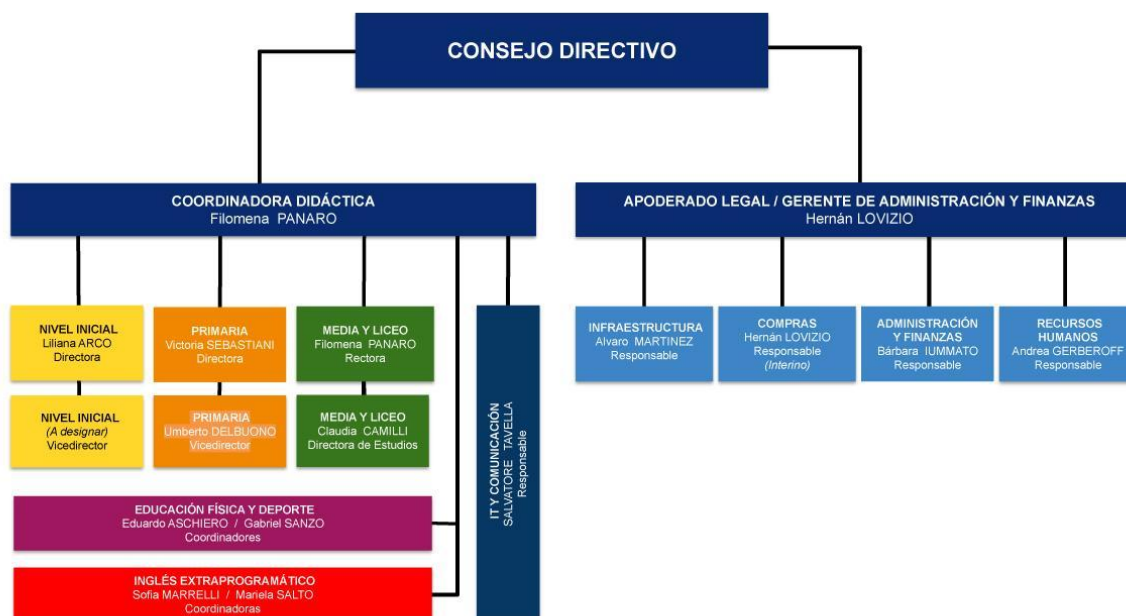 CONSEJO DIRECTIVO
COORDINADORA DIDÁCTICA
Filomena PANARO
APODERADO LEGAL / GERENTE DE ADMINISTRACIÓN Y FINANZAS
Hernán LOVIZIO
NIVEL INICIAL
Liliana ARCO
Directora
PRIMARIA
Victoria SEBASTIANI
Directora
MEDIA Y LICEO
Filomena PANARO
Rectora
NIVEL INICIAL
(A designar)
Vicedirector
PRIMARIA
Umberto DELBUONO
Vicedirector
MEDIA Y LICEO
Claudia CAMILLI
Directora de Estudios
EDUCACIÓN FÍSICA Y DEPORTE
Eduardo ASCHIERO / Gabriel SANZO
Coordinadores
INGLÉS EXTRAPROGRAMÁTICO
Sofia MARRELLI / Mariela SALTO
Coordinadoras
IT Y COMUNICACIÓN
SALVATORE TAVELLA
Responsable
INFRAESTRUCTURA
Alvaro MARTINEZ
Responsable
COMPRAS
Hernán LOVIZIO
Responsable
(Interino)
ADMINISTRACIÓN
Y FINANZAS
Bárbara IUMMATO
Responsable
RECURSOS
HUMANOS
Andrea GERBEROFF
Responsable